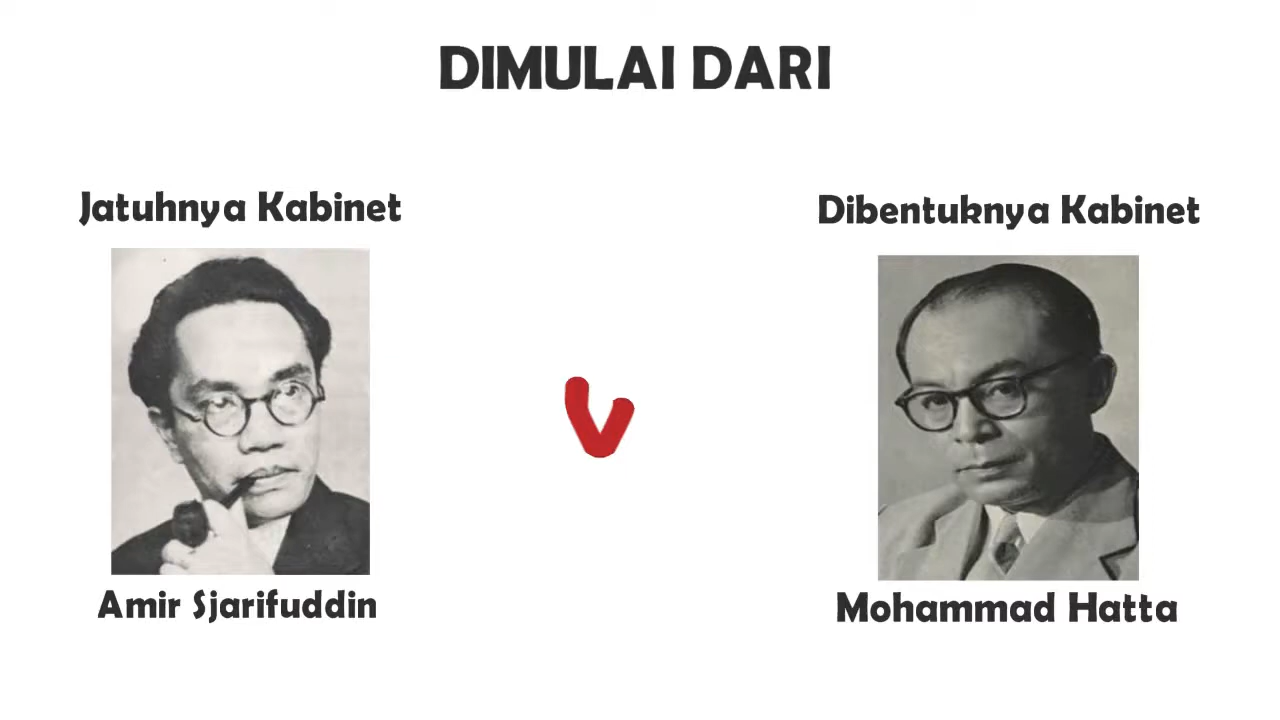 DIMULAI DARI
Jatuhnya Kabinet
Dibentuknya Kabinet
V
Amir Sjarifuddin
Mohammad Hatta